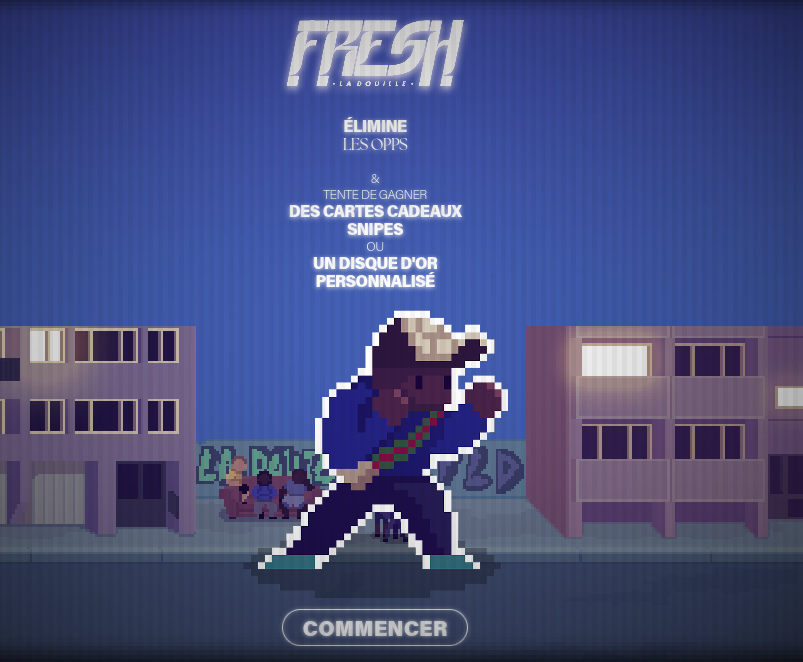 FRESH
• LA DOUILLE •
ÉLIMINE
LES OPPS
&
TENTE DE GAGNER
DES CARTES CADEAUX
SNIPES
OU
UN DISQUE D'OR
PERSONNALISÉ
COMMENCER